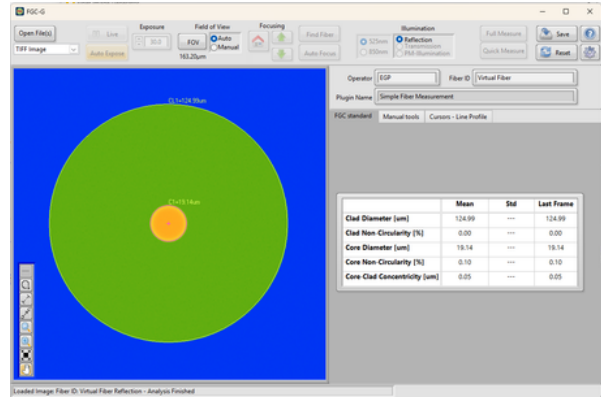 FGC-G
Open File(s)
TIFF Image
Live
Auto Expose
Exposure
30.0
Field of View
FOV
Auto
Manual
163.20µm
Focusing
Find Fiber
Auto Focus
Illumination
525nm
850nm
Reflection
Transmission
PM-Illumination
Full Measure
Quick Measure
Save
Reset
Operator EGP Fiber ID Virtual Fiber
Plugin Name Simple Fiber Measurement
FGC standard Manual tools Cursors - Line Profile
CL1=124.99um
C1=19.14um
Mean Std Last Frame
Clad Diameter [um] 124.99 --- 124.99
Clad Non-Circularity [%] 0.00 --- 0.00
Core Diameter [um] 19.14 --- 19.14
Core Non-Circularity [%] 0.10 --- 0.10
Core-Clad Concentricity [um] 0.05 --- 0.05
Loaded Image: Fiber ID: Virtual Fiber Reflection - Analysis Finished